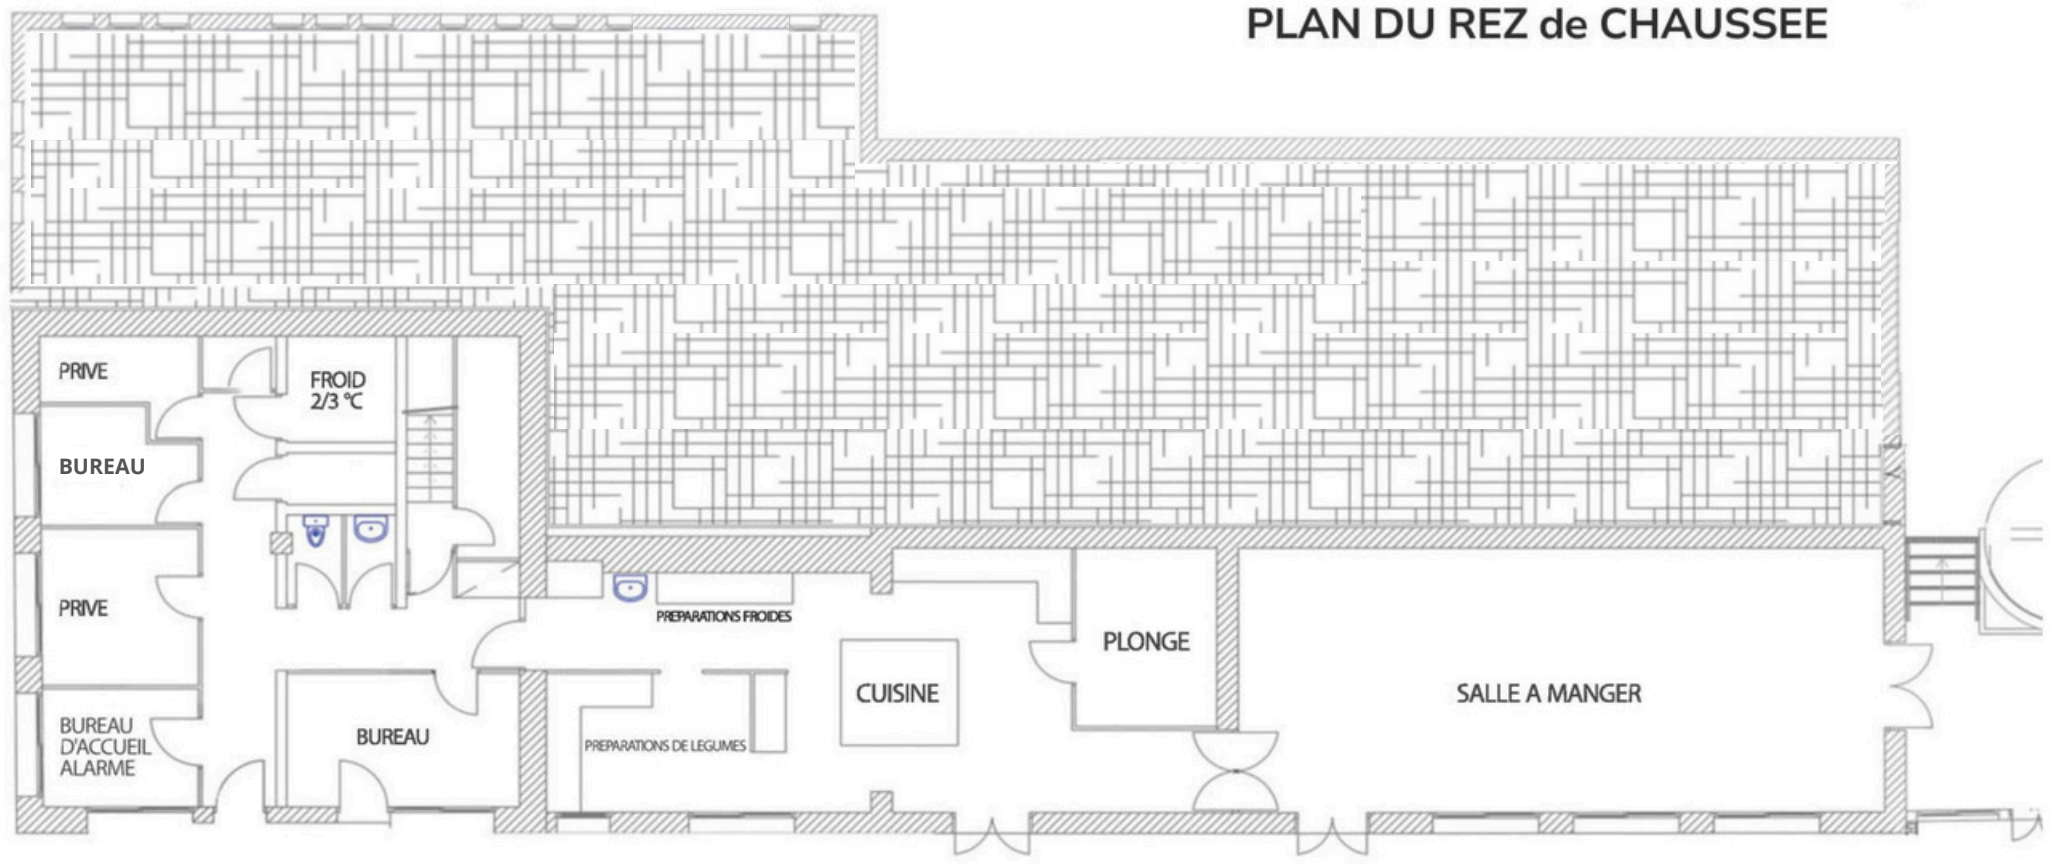 PLAN DU REZ de CHAUSSEE
PRIVE
FROID
2/3 °C
BUREAU
PRIVE
PREPARATIONS FROIDES
PLONGE
CUISINE
SALLE A MANGER
BUREAU
D'ACCUEIL
ALARME
BUREAU
PREPARATIONS DE LEGUMES